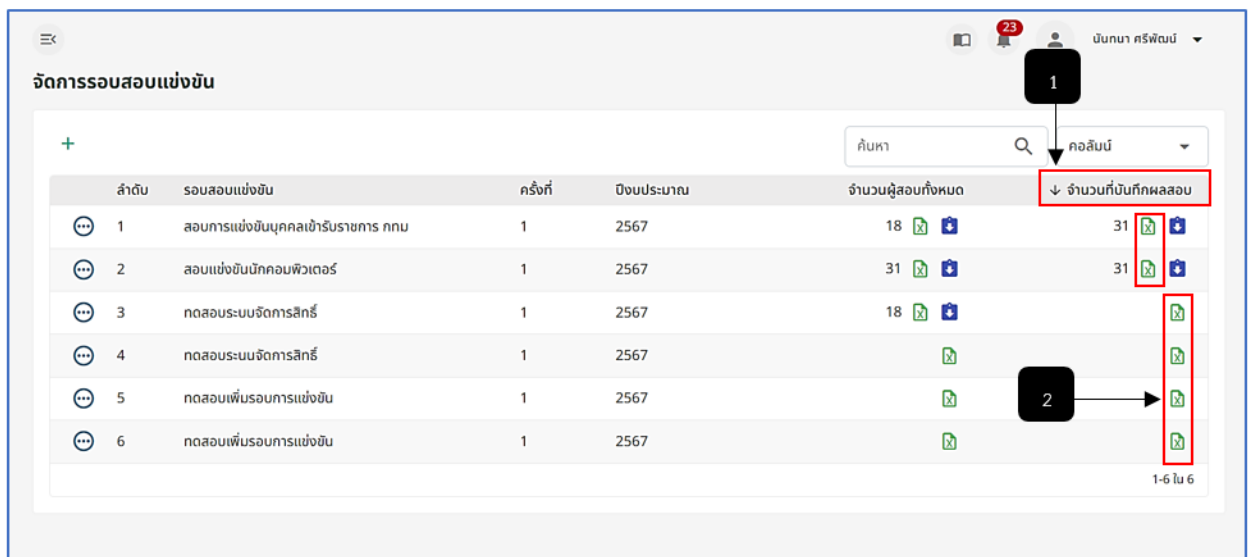 23
นันทนา ศรีพัฒน์
จัดการรอบสอบแข่งขัน
1
+
ค้นหา
คอลัมน์
ลำดับ รอบสอบแข่งขัน ครั้งที่ ปีงบประมาณ จำนวนผู้สอบทั้งหมด ↓ จำนวนที่บันทึกผลสอบ
1 สอบการแข่งขันบุคคลเข้ารับราชการ กทม 1 2567 18 31
2 สอบแข่งขันนักคอมพิวเตอร์ 1 2567 31 31
3 ทดสอบระบบจัดการสิทธิ์ 1 2567 18
4 ทดสอบระนนจัดการสิทธิ์ 1 2567
5 ทดสอบเพิ่มรอบการแข่งขัน 1 2567
2
6 ทดสอบเพิ่มรอบการแข่งขัน 1 2567
1-6 ใน 6